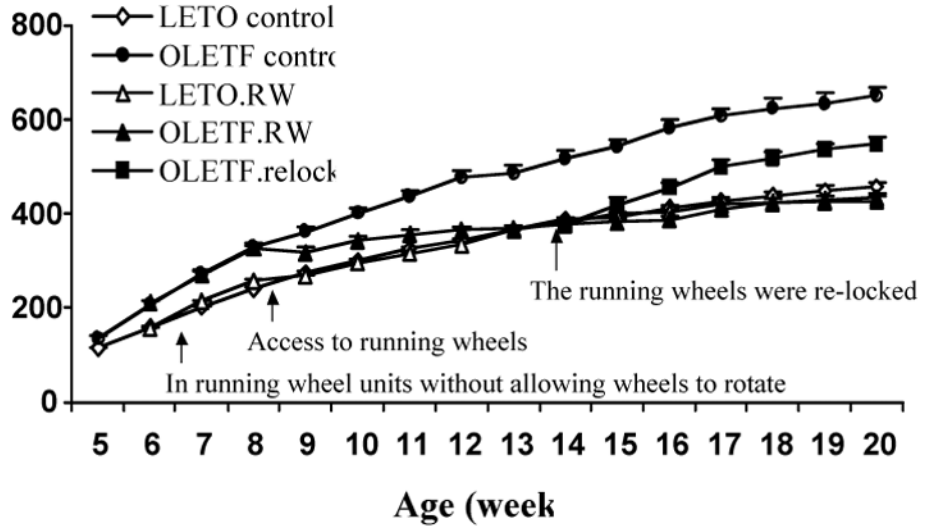 800
LETO control
OLETF contro
LETO.RW
600
OLETF.RW
OLETF.relock
400
The running wheels were re-locked
200
Access to running wheels
In running wheel units without allowing wheels to rotate
0
5 6 7 8 9 10 11 12 13 14 15 16 17 18 19 20
Age (week